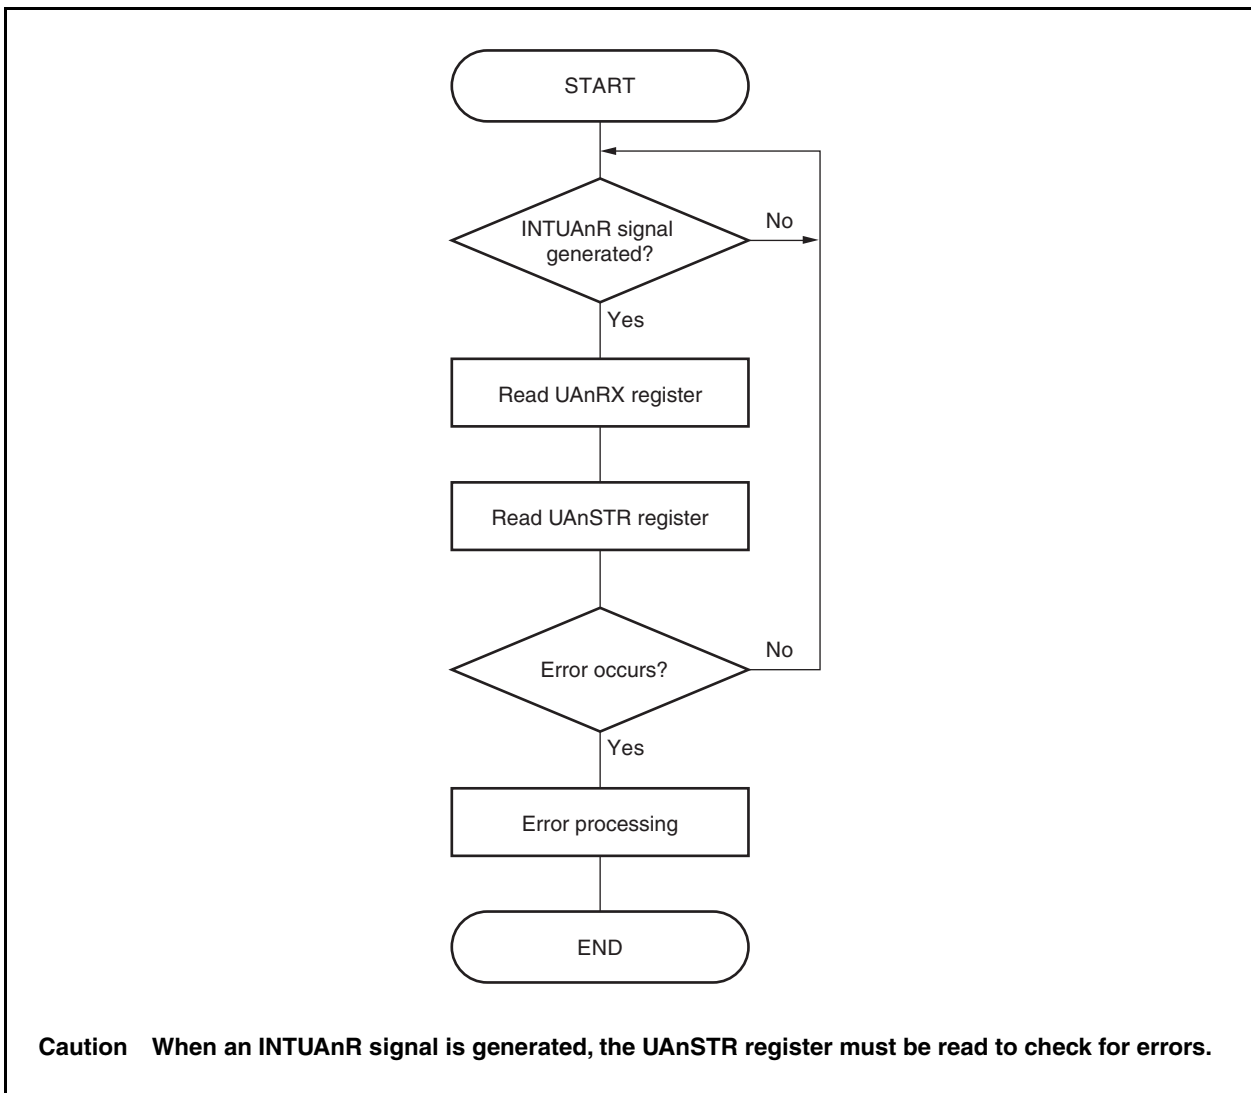 START
INTUAnR signal
generated?
No
Yes
Read UAnRX register
Read UAnSTR register
Error occurs?
No
Yes
Error processing
END
Caution When an INTUAnR signal is generated, the UAnSTR register must be read to check for errors.